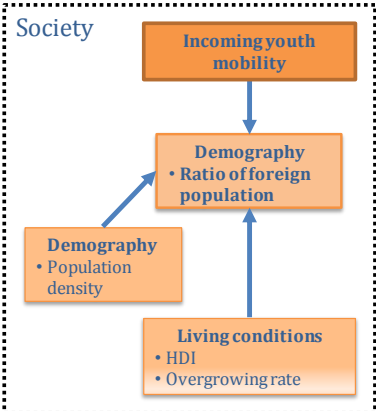 Society
Incoming youth
mobility
Demography
• Ratio of foreign
population
Demography
• Population
density
Living conditions
• HDI
• Overgrowing rate